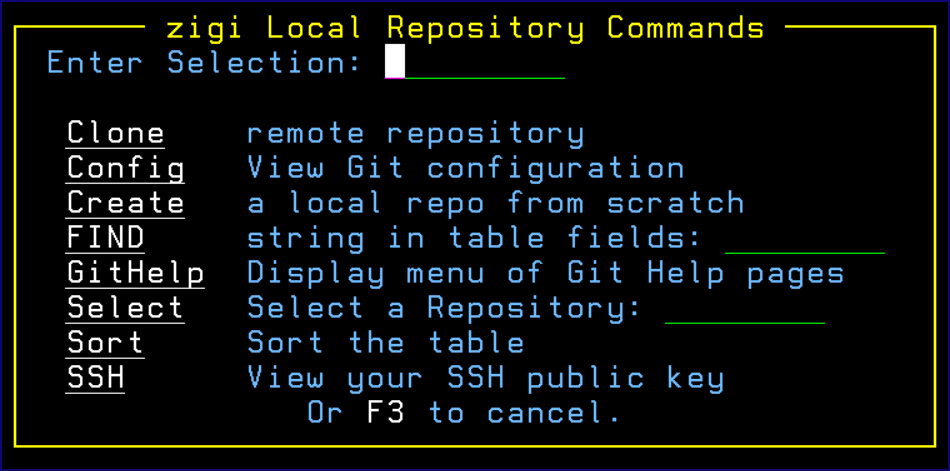 zigi Local Repository Commands
Enter Selection:
Clone remote repository
Config View Git configuration
Create a local repo from scratch
FIND string in table fields:
GitHelp Display menu of Git Help pages
Select Select a Repository:
Sort Sort the table
SSH View your SSH public key
Or F3 to cancel.